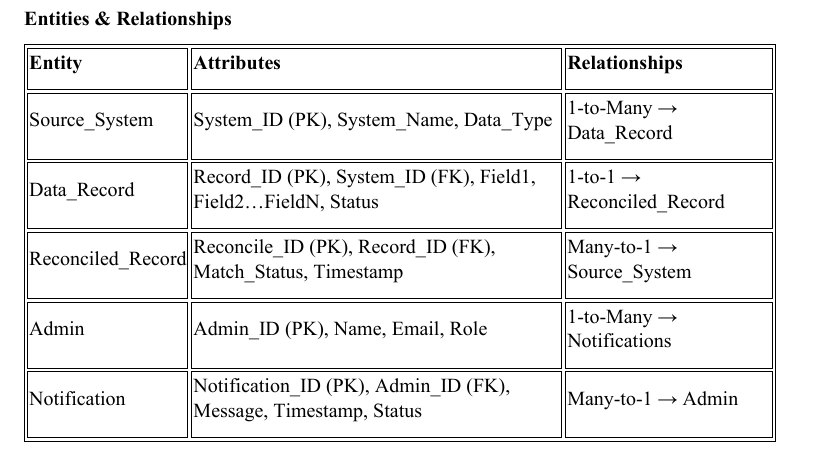 Entities & Relationships
Entity Attributes Relationships
Source_System System_ID (PK), System_Name, Data_Type 1-to-Many →
Data_Record
Data_Record Record_ID (PK), System_ID (FK), Field1,
Field2…FieldN, Status 1-to-1 →
Reconciled_Record
Reconciled_Record Reconcile_ID (PK), Record_ID (FK),
Match_Status, Timestamp Many-to-1 →
Source_System
Admin Admin_ID (PK), Name, Email, Role 1-to-Many →
Notifications
Notification Notification_ID (PK), Admin_ID (FK),
Message, Timestamp, Status Many-to-1 → Admin